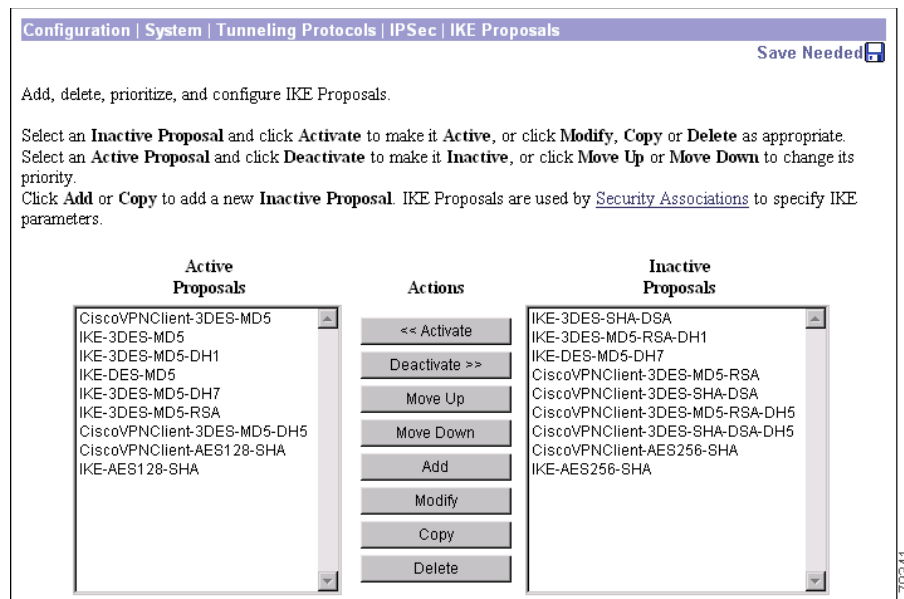 Configuration | System | Tunneling Protocols | IPSec | IKE Proposals
Save Needed
Add, delete, prioritize, and configure IKE Proposals.
Select an Inactive Proposal and click Activate to make it Active, or click Modify, Copy or Delete as appropriate.
Select an Active Proposal and click Deactivate to make it Inactive, or click Move Up or Move Down to change its
priority.
Click Add or Copy to add a new Inactive Proposal. IKE Proposals are used by Security Associations to specify IKE
parameters.
Active
Proposals
CiscoVPNClient-3DES-MD5
IKE-3DES-MD5
IKE-3DES-MD5-DH1
IKE-DES-MD5
IKE-3DES-MD5-DH7
IKE-3DES-MD5-RSA
CiscoVPNClient-3DES-MD5-DH5
CiscoVPNClient-AES128-SHA
IKE-AES128-SHA
Actions
<< Activate
Deactivate >>
Move Up
Move Down
Add
Modify
Copy
Delete
Inactive
Proposals
IKE-3DES-SHA-DSA
IKE-3DES-MD5-RSA-DH1
IKE-DES-MD5-DH7
CiscoVPNClient-3DES-MD5-RSA
CiscoVPNClient-3DES-SHA-DSA
CiscoVPNClient-3DES-MD5-RSA-DH5
CiscoVPNClient-3DES-SHA-DSA-DH5
CiscoVPNClient-AES256-SHA
IKE-AES256-SHA